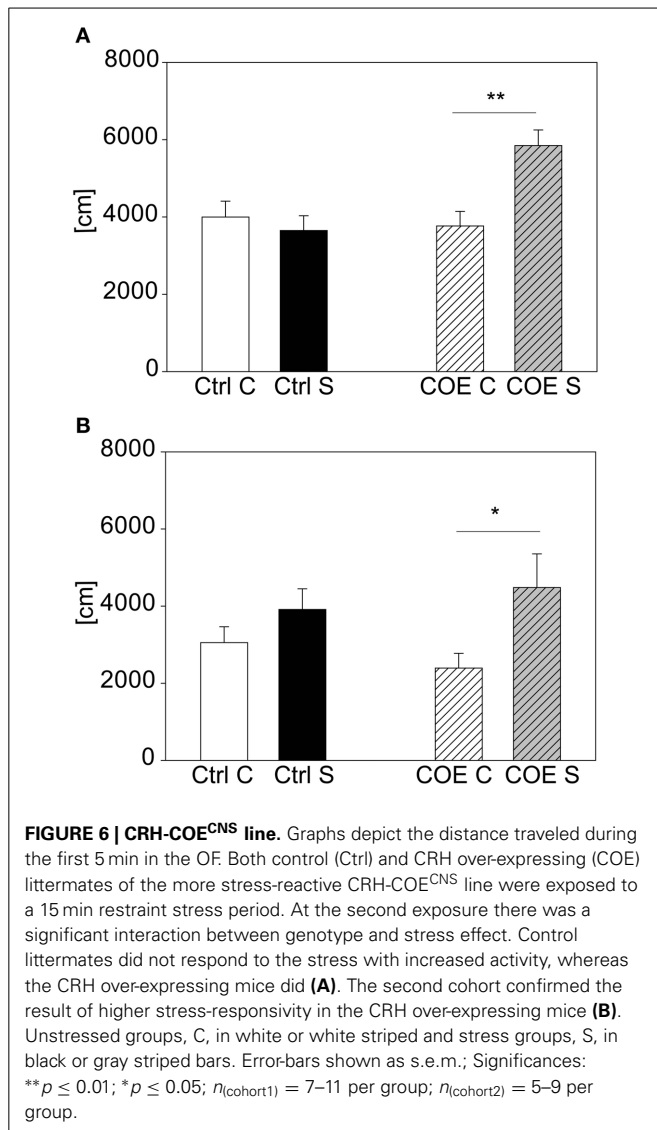 A
8000
6000
4000
2000
0
[cm]
**
Ctrl C Ctrl S COE C COE S
B
8000
6000
4000
2000
0
[cm]
*
Ctrl C Ctrl S COE C COE S
FIGURE 6 | CRH-COE^CNS line. Graphs depict the distance traveled during
the first 5 min in the OF. Both control (Ctrl) and CRH over-expressing (COE)
littermates of the more stress-reactive CRH-COE^CNS line were exposed to
a 15 min restraint stress period. At the second exposure there was a
significant interaction between genotype and stress effect. Control
littermates did not respond to the stress with increased activity, whereas
the CRH over-expressing mice did (A). The second cohort confirmed the
result of higher stress-responsivity in the CRH over-expressing mice (B).
Unstressed groups, C, in white or white striped and stress groups, S, in
black or gray striped bars. Error-bars shown as s.e.m.; Significances:
**p ≤ 0.01; *p ≤ 0.05; n(cohort1) = 7–11 per group; n(cohort2) = 5–9 per
group.